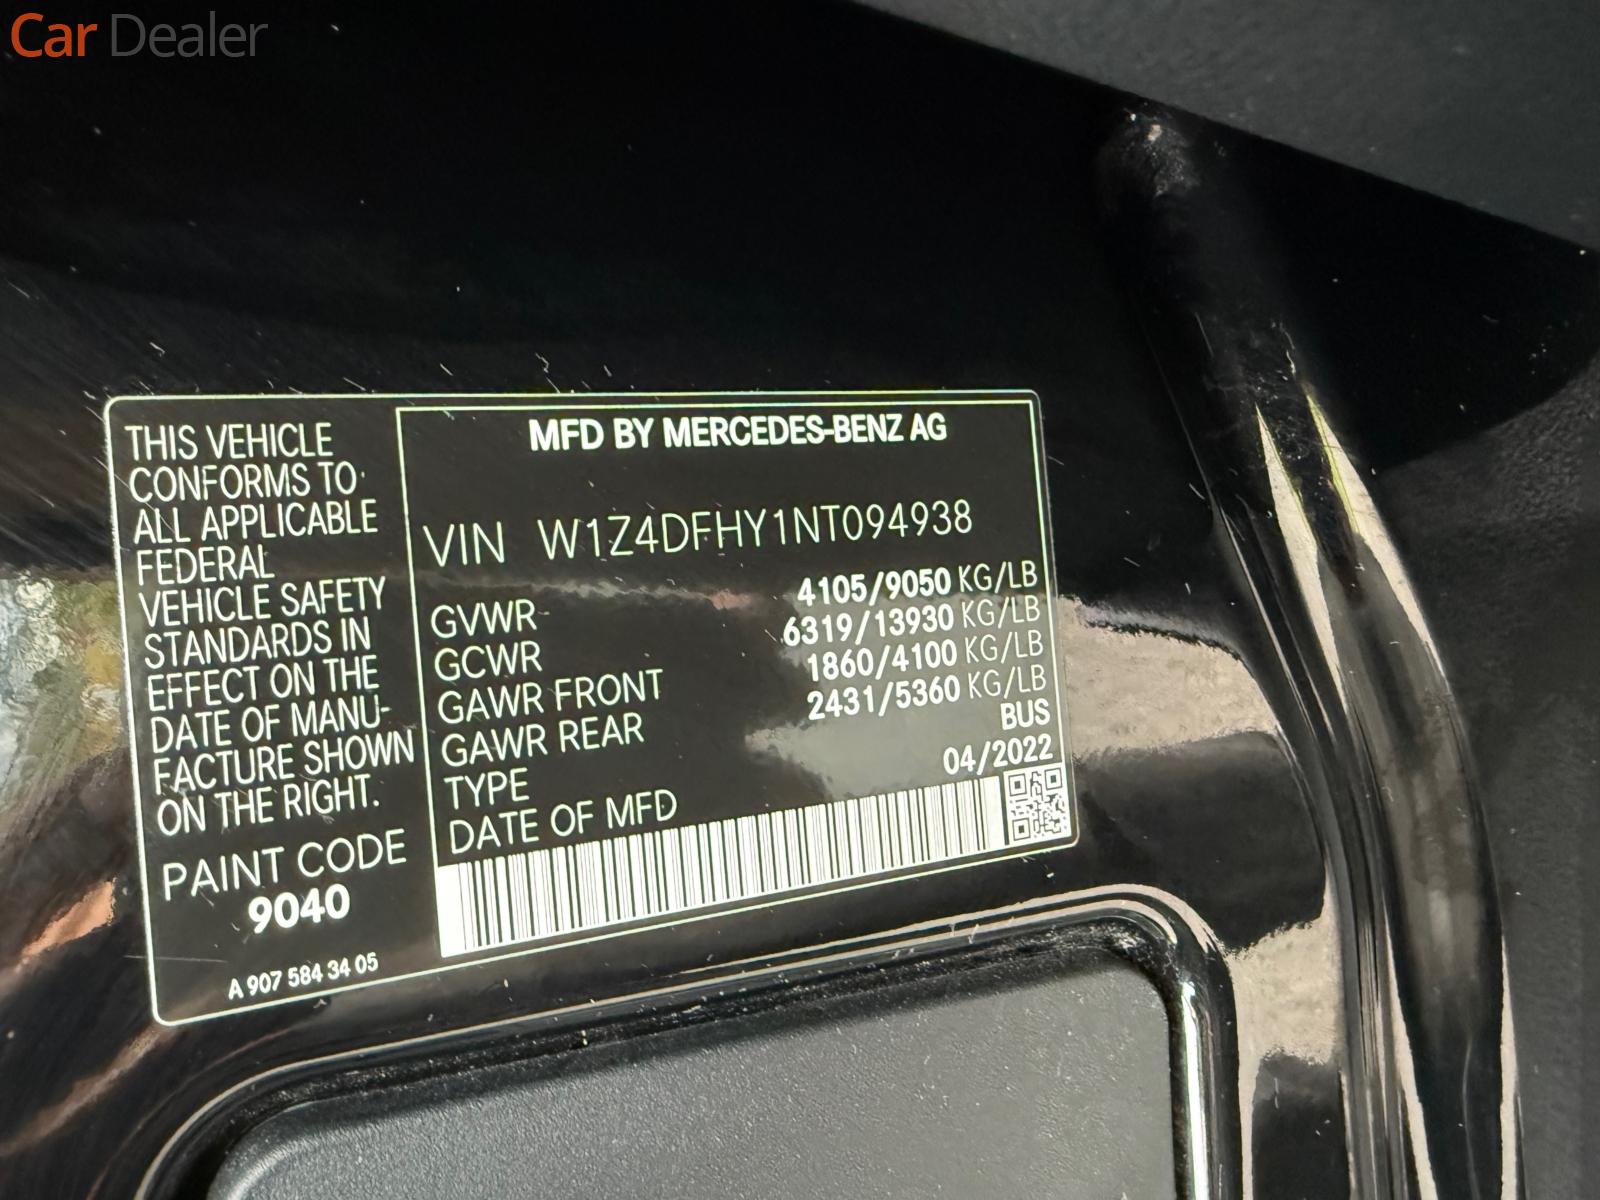 Car Dealer
THIS VEHICLE
CONFORMS TO
ALL APPLICABLE
FEDERAL
VEHICLE SAFETY
STANDARDS IN
EFFECT ON THE
DATE OF MANU-
FACTURE SHOWN
ON THE RIGHT.
PAINT CODE
9040
A 907 584 34 05
MFD BY MERCEDES-BENZ AG
VIN W1Z4DFHY1NT094938
GVWR 4105/9050 KG/LB
GCWR 6319/13930 KG/LB
GAWR FRONT 1860/4100 KG/LB
GAWR REAR 2431/5360 KG/LB
TYPE BUS
DATE OF MFD 04/2022